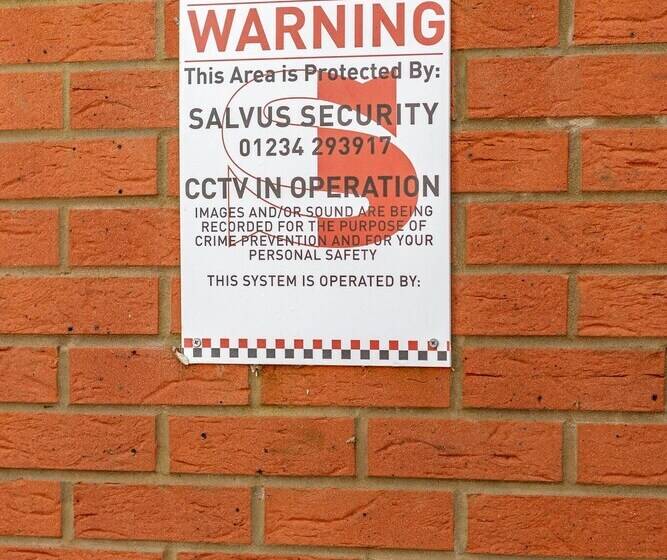 WARNING
This Area is Protected By:
SALVUS SECURITY
01234 293917
CCTV IN OPERATION
IMAGES AND/OR SOUND ARE BEING
RECORDED FOR THE PURPOSE OF
CRIME PREVENTION AND FOR YOUR
PERSONAL SAFETY
THIS SYSTEM IS OPERATED BY: